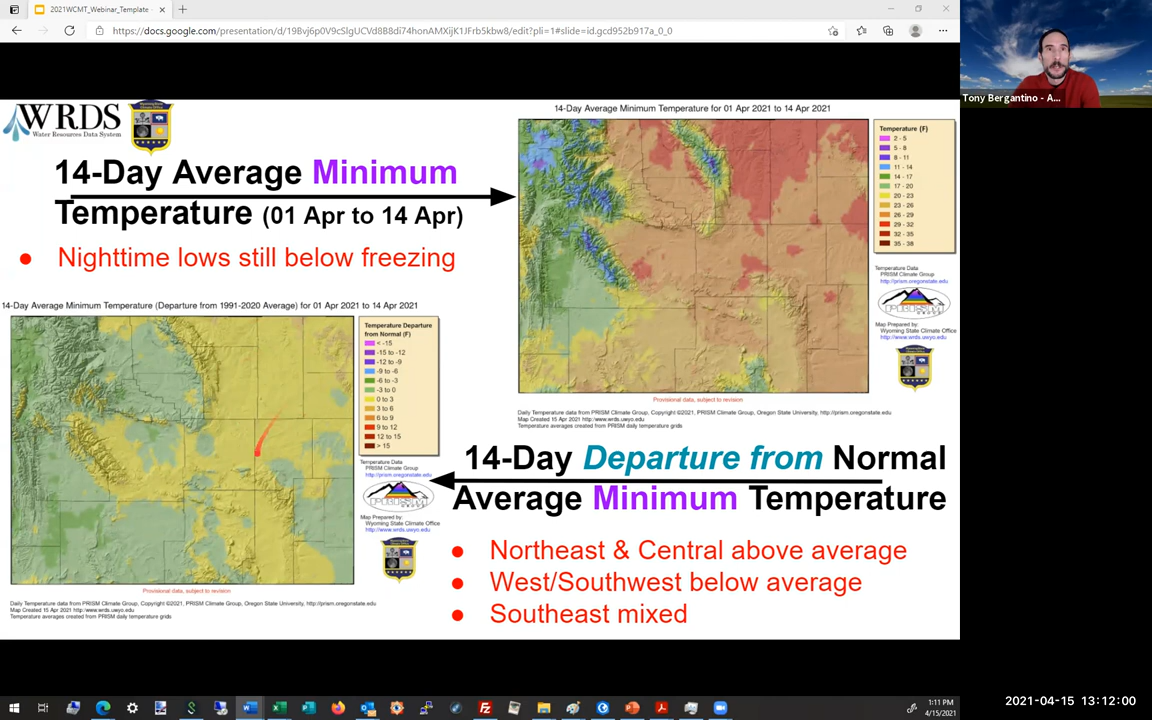 2021WCMT_Webinar_Template -
https://docs.google.com/presentation/d/19Bvj6p0V9cSlgUCVd8B8di74honAMXijK1JFrb5kbw8/edit?pli=1#slide=id.gcd952b917a_0_0
Tony Bergantino - A...
WRDS
Water Resources Data System
14-Day Average Minimum
Temperature (01 Apr to 14 Apr)
● Nighttime lows still below freezing
14-Day Average Minimum Temperature for 01 Apr 2021 to 14 Apr 2021
Temperature (F)
2 - 5
5 - 8
8 - 11
11 - 14
14 - 17
17 - 20
20 - 23
23 - 26
26 - 29
29 - 32
32 - 35
35 - 38
Temperature Data
PRISM Climate Group
http://prism.oregonstate.edu
PRISM
Map Prepared by:
Wyoming State Climate Office
http://www.wrds.uwyo.edu
Provisional data, subject to revision
Daily Temperature data from PRISM Climate Group, Copyright ©2021, PRISM Climate Group, Oregon State University, http://prism.oregonstate.edu
Map Created 15 Apr 2021 http:/www.wrds.uwyo.edu
Temperature averages created from PRISM daily temperature grids
14-Day Average Minimum Temperature (Departure from 1991-2020 Average) for 01 Apr 2021 to 14 Apr 2021
Temperature Departure
from Normal (F)
< -15
-15 to -12
-12 to -9
-9 to -6
-6 to -3
-3 to 0
0 to 3
3 to 6
6 to 9
9 to 12
12 to 15
> 15
Temperature Data
PRISM Climate Group
http://prism.oregonstate.edu
PRISM
Map Prepared by:
Wyoming State Climate Office
http://www.wrds.uwyo.edu
Provisional data, subject to revision
Daily Temperature data from PRISM Climate Group, Copyright ©2021, PRISM Climate Group, Oregon State University, http://prism.oregonstate.edu
Map Created 15 Apr 2021 http:/www.wrds.uwyo.edu
Temperature averages created from PRISM daily temperature grids
14-Day Departure from Normal
Average Minimum Temperature
● Northeast & Central above average
● West/Southwest below average
● Southeast mixed
1:11 PM
4/15/2021
2021-04-15 13:12:00